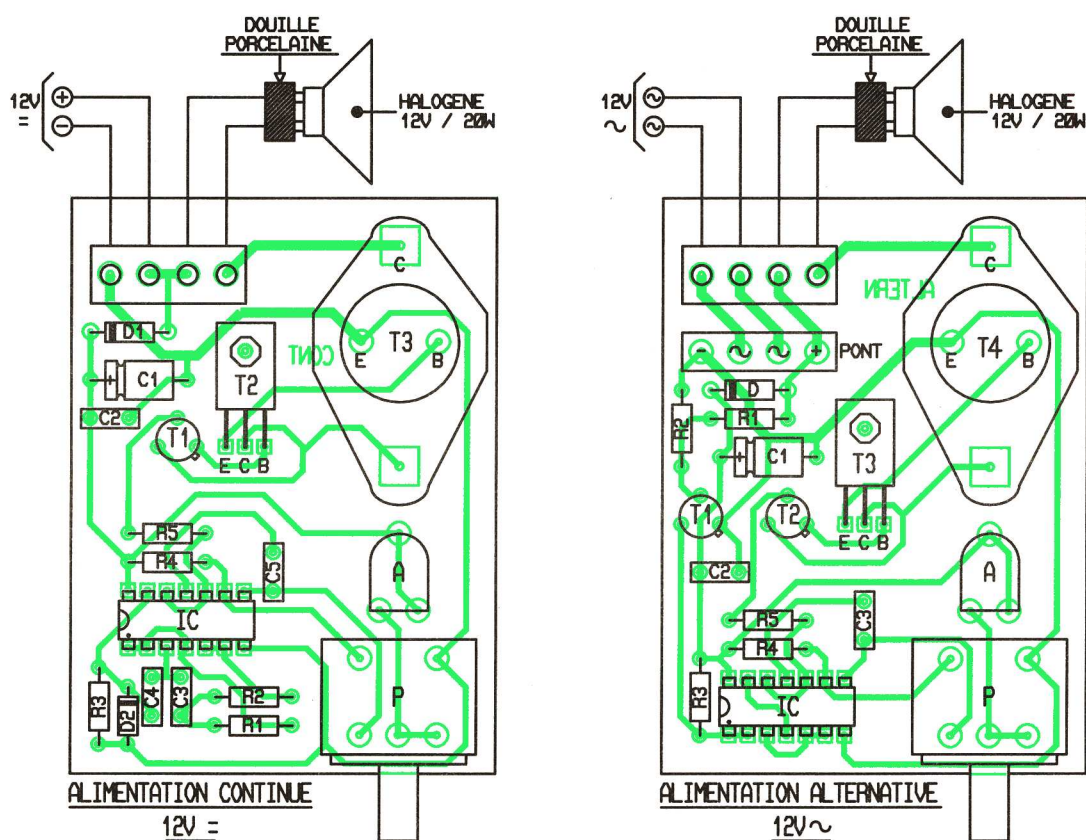 DOUILLE
PORCELAINE
12V
=
+
−
HALOGENE
12V / 20W
C
D1
T3
E
B
CONT
C1
T2
C2
T1
E C B
R5
R4
C5
A
IC
R3
D2
C4
C3
R2
R1
P
ALIMENTATION CONTINUE
12V =
DOUILLE
PORCELAINE
12V
~
~
~
HALOGENE
12V / 20W
C
ALTERN
- ~ ~ + PONT
T4
E
B
D
R1
R2
C1
T3
T1
T2
E C B
C2
A
R5
R4
C3
R3
IC
P
ALIMENTATION ALTERNATIVE
12V ~